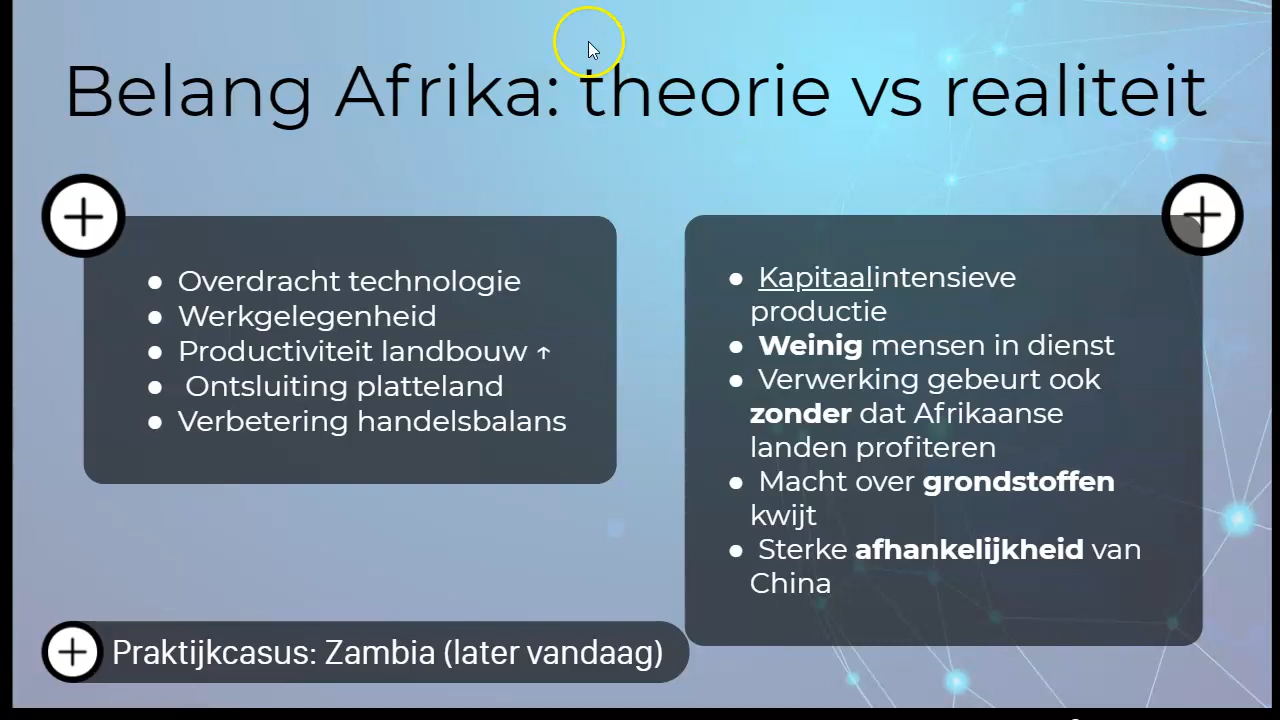 Belang Afrika: theorie vs realiteit
● Overdracht technologie
● Werkgelegenheid
● Productiviteit landbouw ↑
● Ontsluiting platteland
● Verbetering handelsbalans
● Kapitaalintensieve
productie
● Weinig mensen in dienst
● Verwerking gebeurt ook
zonder dat Afrikaanse
landen profiteren
● Macht over grondstoffen
kwijt
● Sterke afhankelijkheid van
China
Praktijkcasus: Zambia (later vandaag)